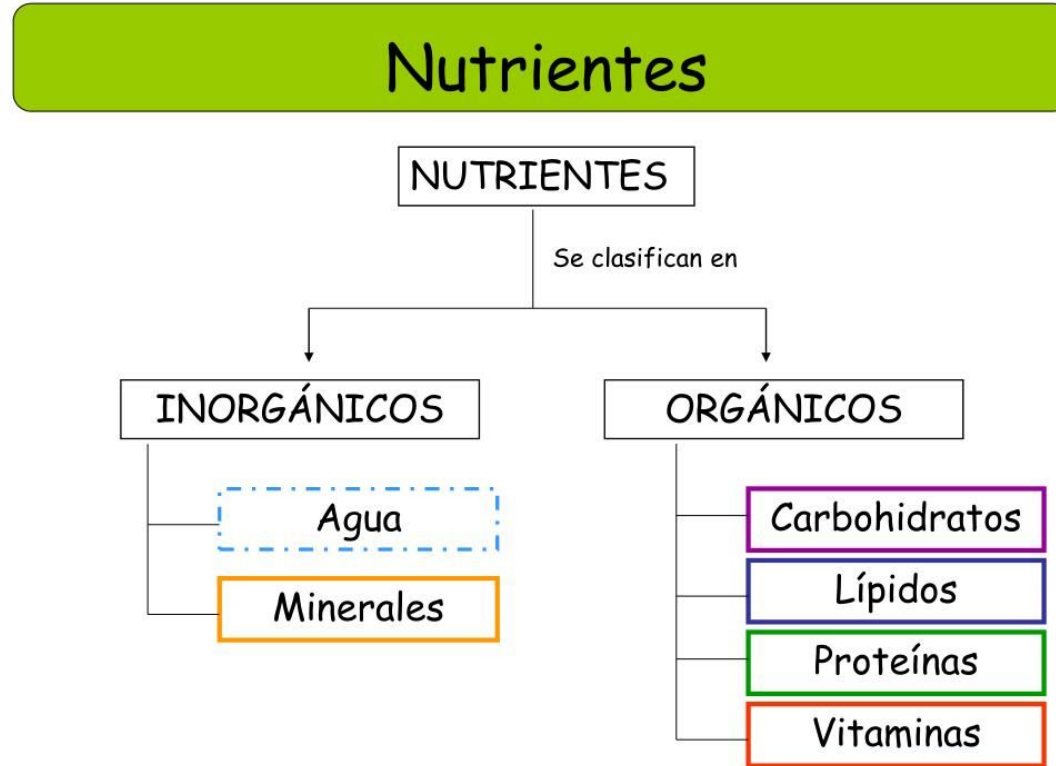 Nutrientes
NUTRIENTES
Se clasifican en
INORGÁNICOS
ORGÁNICOS
Agua
Minerales
Carbohidratos
Lípidos
Proteínas
Vitaminas